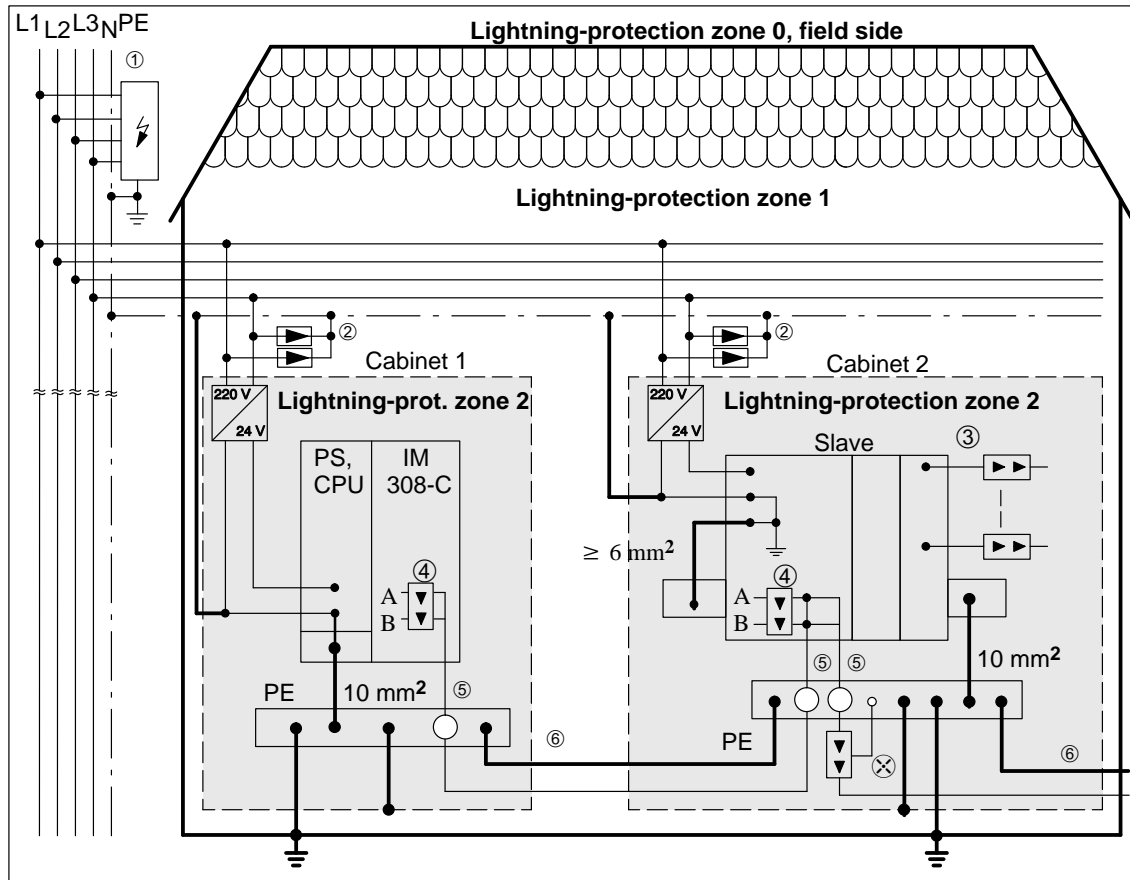 L1 L2 L3 N PE
①
Lightning-protection zone 0, field side
Lightning-protection zone 1
②
②
Cabinet 1
Cabinet 2
220 V
24 V
Lightning-prot. zone 2
220 V
24 V
Lightning-protection zone 2
PS,
CPU
IM
308-C
Slave
③
≥ 6 mm²
④
A
B
④
A
B
PE
10 mm²
⑤
⑤
⑤
10 mm²
PE
⑥
⑥